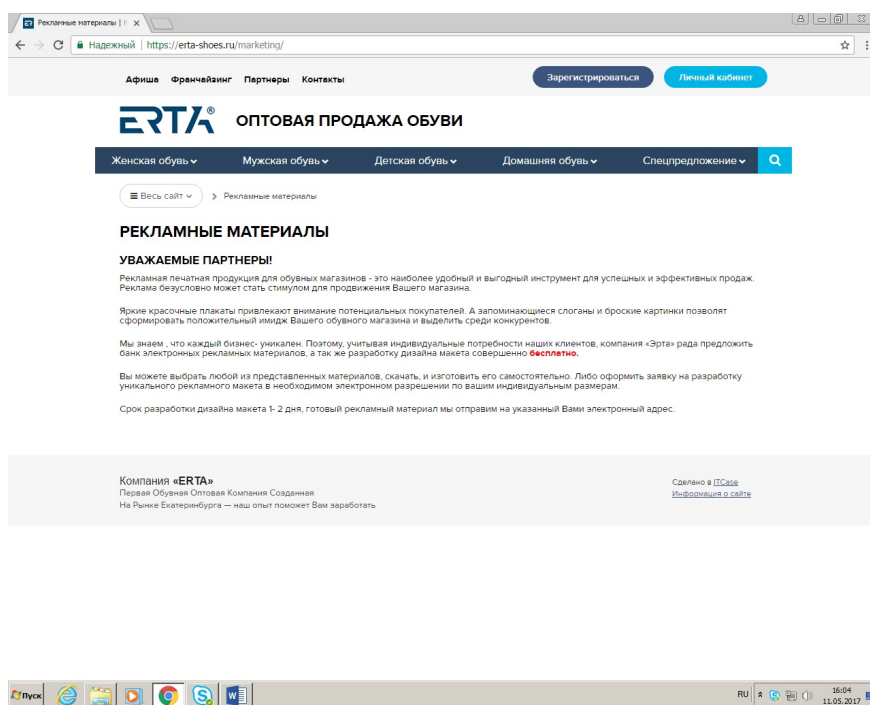 Рекламные материалы | К
Надежный | https://erta-shoes.ru/marketing/
Афиша Франчайзинг Партнеры Контакты Зарегистрироваться Личный кабинет
ERTA® ОПТОВАЯ ПРОДАЖА ОБУВИ
Женская обувь Мужская обувь Детская обувь Домашняя обувь Спецпредложение
Весь сайт > Рекламные материалы
РЕКЛАМНЫЕ МАТЕРИАЛЫ
УВАЖАЕМЫЕ ПАРТНЕРЫ!
Рекламная печатная продукция для обувных магазинов - это наиболее удобный и выгодный инструмент для успешных и эффективных продаж.
Реклама безусловно может стать стимулом для продвижения Вашего магазина.
Яркие красочные плакаты привлекают внимание потенциальных покупателей. А запоминающиеся слоганы и броские картинки позволят
сформировать положительный имидж Вашего обувного магазина и выделить среди конкурентов.
Мы знаем , что каждый бизнес- уникален. Поэтому, учитывая индивидуальные потребности наших клиентов, компания «Эрта» рада предложить
банк электронных рекламных материалов, а так же разработку дизайна макета совершенно бесплатно.
Вы можете выбрать любой из представленных материалов, скачать, и изготовить его самостоятельно. Либо оформить заявку на разработку
уникального рекламного макета в необходимом электронном разрешении по вашим индивидуальным размерам.
Срок разработки дизайна макета 1- 2 дня, готовый рекламный материал мы отправим на указанный Вами электронный адрес.
Компания «ERTA»
Первая Обувная Оптовая Компания Созданная
На Рынке Екатеринбурга — наш опыт поможет Вам заработать
Сделано в ITCase
Информация о сайте
Пуск
RU
16:04
11.05.2017